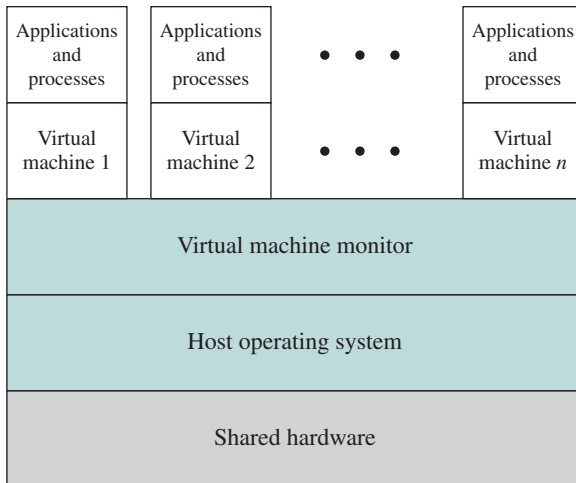 Applications
and
processes
Applications
and
processes
Applications
and
processes
Virtual
machine 1
Virtual
machine 2
Virtual
machine n
Virtual machine monitor
Host operating system
Shared hardware